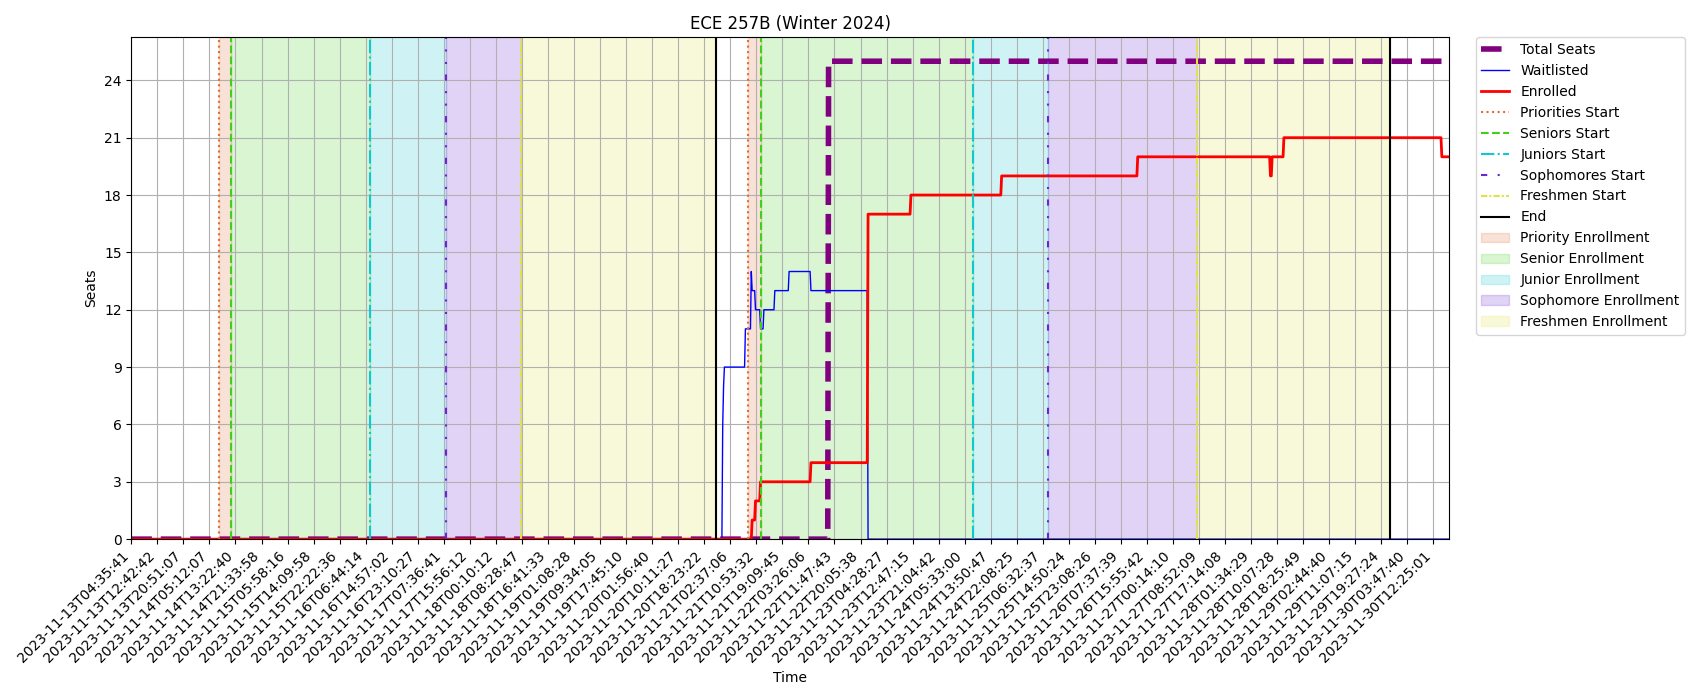 ECE 257B (Winter 2024)
Seats
24
21
18
15
12
9
6
3
0
2023-11-13T04:35:41
2023-11-13T12:42:42
2023-11-13T20:51:07
2023-11-14T05:12:07
2023-11-14T13:22:40
2023-11-14T21:33:58
2023-11-15T05:58:16
2023-11-15T14:09:58
2023-11-15T22:22:36
2023-11-16T06:44:14
2023-11-16T14:57:02
2023-11-16T23:10:27
2023-11-17T07:36:41
2023-11-17T15:56:12
2023-11-18T00:10:12
2023-11-18T08:28:47
2023-11-18T16:41:33
2023-11-19T01:08:28
2023-11-19T09:34:05
2023-11-19T17:45:10
2023-11-20T01:56:40
2023-11-20T10:11:27
2023-11-20T18:23:22
2023-11-21T02:37:06
2023-11-21T10:53:32
2023-11-21T19:09:45
2023-11-22T03:26:06
2023-11-22T11:47:43
2023-11-22T20:05:38
2023-11-23T04:28:27
2023-11-23T12:47:15
2023-11-23T21:04:42
2023-11-24T05:33:00
2023-11-24T13:50:47
2023-11-24T22:08:25
2023-11-25T06:32:37
2023-11-25T14:50:24
2023-11-25T23:08:26
2023-11-26T07:37:39
2023-11-26T15:55:42
2023-11-27T00:14:10
2023-11-27T08:52:09
2023-11-27T17:14:08
2023-11-28T01:34:29
2023-11-28T10:07:28
2023-11-28T18:25:49
2023-11-29T02:44:40
2023-11-29T11:07:15
2023-11-29T19:27:24
2023-11-30T03:47:40
2023-11-30T12:25:01
Time
Total Seats
Waitlisted
Enrolled
Priorities Start
Seniors Start
Juniors Start
Sophomores Start
Freshmen Start
End
Priority Enrollment
Senior Enrollment
Junior Enrollment
Sophomore Enrollment
Freshmen Enrollment